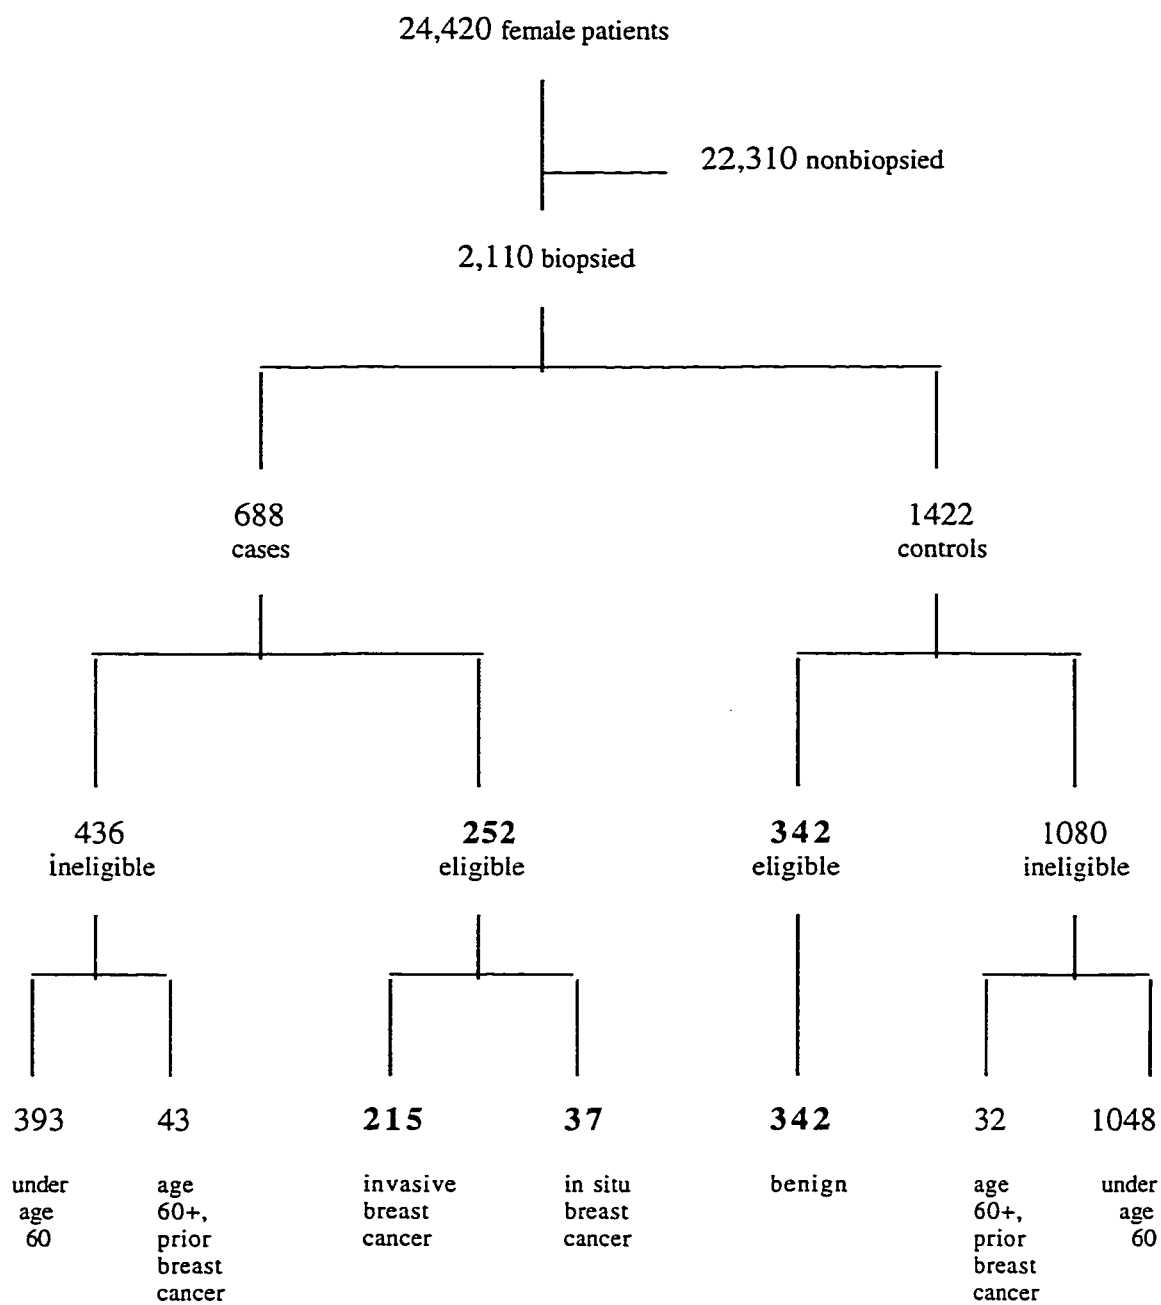 24,420 female patients
22,310 nonbiopsied
2,110 biopsied
688
cases
1422
controls
436
ineligible
252
eligible
342
eligible
1080
ineligible
393
under
age
60
43
age
60+,
prior
breast
cancer
215
invasive
breast
cancer
37
in situ
breast
cancer
342
benign
32
age
60+,
prior
breast
cancer
1048
under
age
60